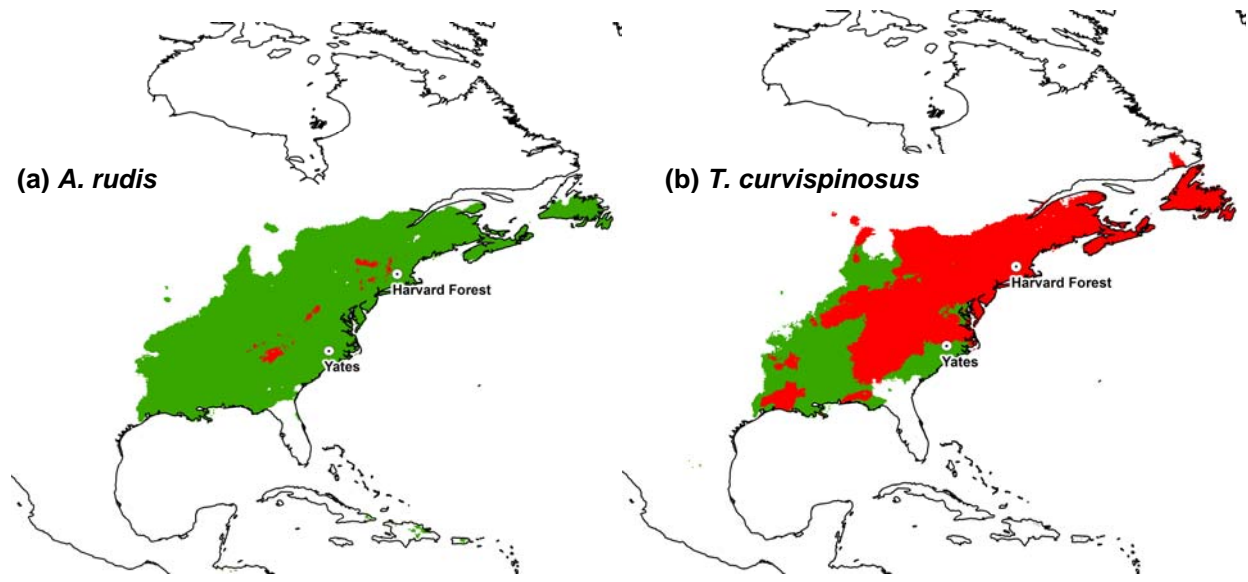 (a) A. rudis
Harvard Forest
Yates
(b) T. curvispinosus
Harvard Forest
Yates